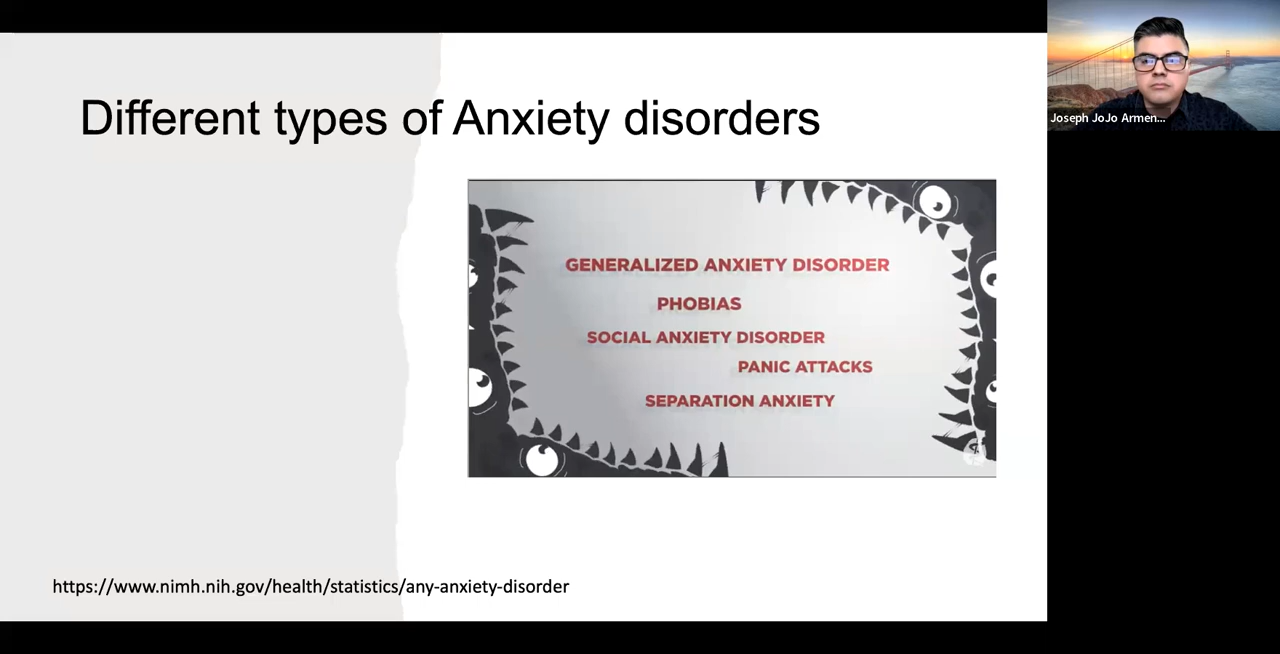 Different types of Anxiety disorders
Joseph JoJo Armen...
GENERALIZED ANXIETY DISORDER
PHOBIAS
SOCIAL ANXIETY DISORDER
PANIC ATTACKS
SEPARATION ANXIETY
https://www.nimh.nih.gov/health/statistics/any-anxiety-disorder